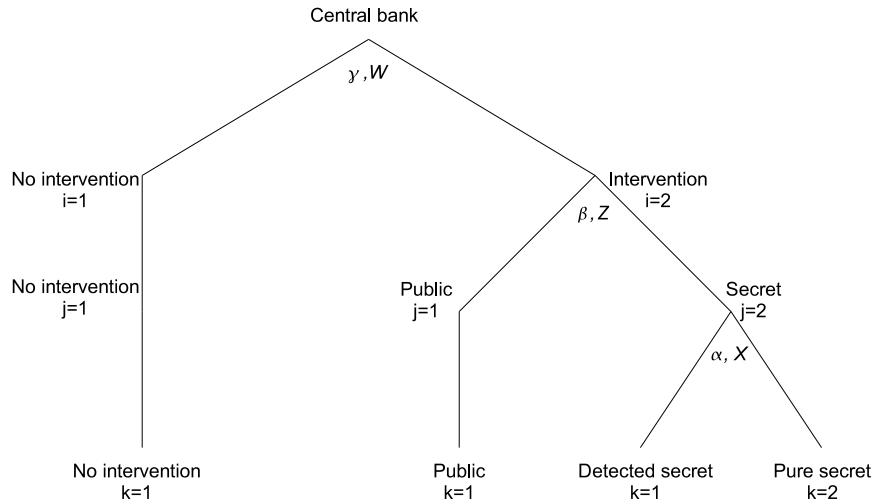 Central bank
γ, W
No intervention
i=1
Intervention
i=2
β, Z
No intervention
j=1
Public
j=1
Secret
j=2
α, X
No intervention
k=1
Public
k=1
Detected secret
k=1
Pure secret
k=2